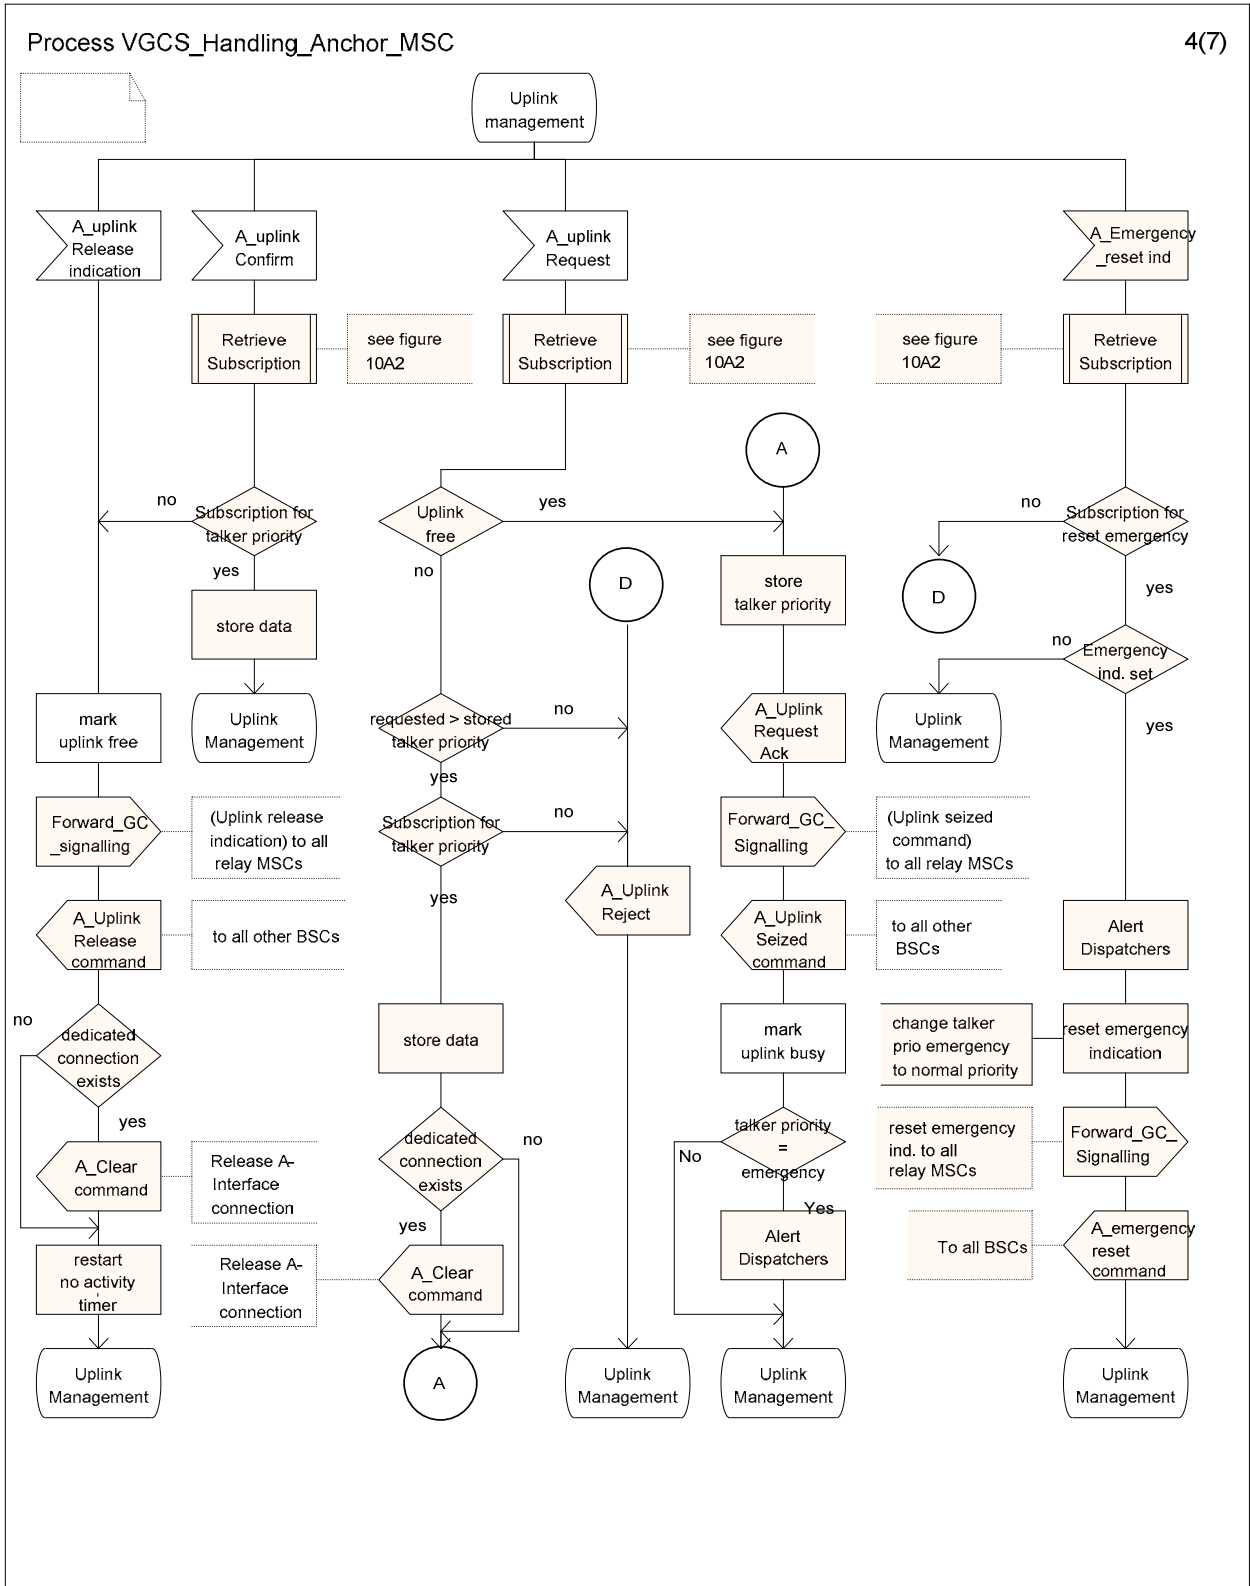 Process VGCS_Handling_Anchor_MSC
4(7)
Uplink
management
A_uplink
Release
indication
A_uplink
Confirm
A_uplink
Request
A_Emergency
_reset ind
Retrieve
Subscription
see figure
10A2
Retrieve
Subscription
see figure
10A2
see figure
10A2
Retrieve
Subscription
A
no
Subscription for
talker priority
yes
Uplink
free
yes
no
no
Subscription for
reset emergency
yes
D
store
talker priority
D
store data
no
Emergency
ind. set
yes
mark
uplink free
Uplink
Management
requested > stored
talker priority
no
yes
A_Uplink
Request
Ack
Uplink
Management
Forward_GC
_signalling
(Uplink release
indication) to all
relay MSCs
Subscription for
talker priority
no
yes
Forward_GC_
Signalling
(Uplink seized
command)
to all relay MSCs
A_Uplink
Reject
A_Uplink
Release
command
to all other BSCs
A_Uplink
Seized
command
to all other
BSCs
Alert
Dispatchers
no
dedicated
connection
exists
yes
store data
mark
uplink busy
change talker
prio emergency
to normal priority
reset emergency
indication
A_Clear
command
Release A-
Interface
connection
dedicated
connection
exists
no
yes
talker priority
=
emergency
No
Yes
reset emergency
ind. to all
relay MSCs
Forward_GC_
Signalling
restart
no activity
timer
Release A-
Interface
connection
A_Clear
command
Alert
Dispatchers
To all BSCs
A_emergency
reset
command
Uplink
Management
A
Uplink
Management
Uplink
Management
Uplink
Management